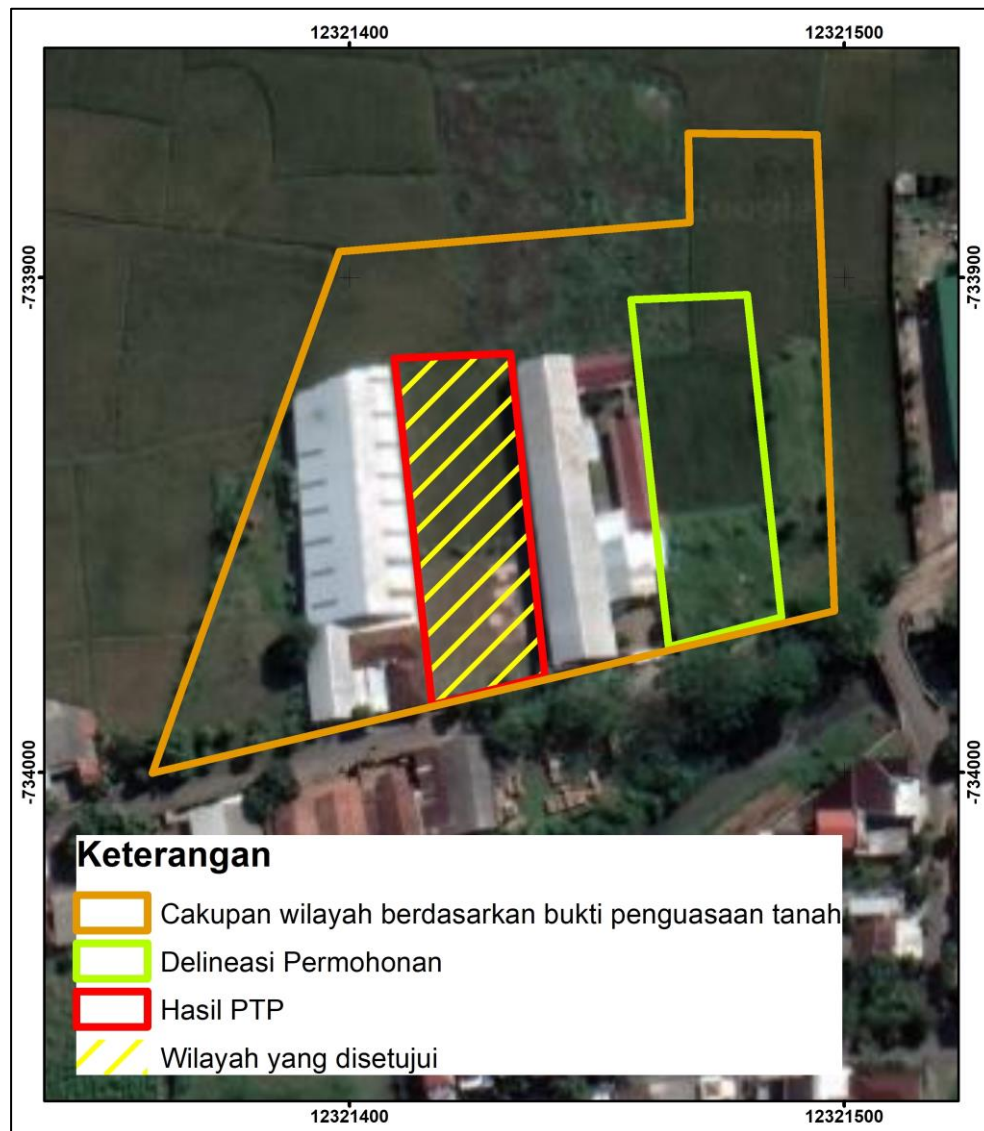 12321400 12321500
-733900 -733900
-734000 -734000
Keterangan
Cakupan wilayah berdasarkan bukti penguasaan tanah
Delineasi Permohonan
Hasil PTP
Wilayah yang disetujui
12321400 12321500